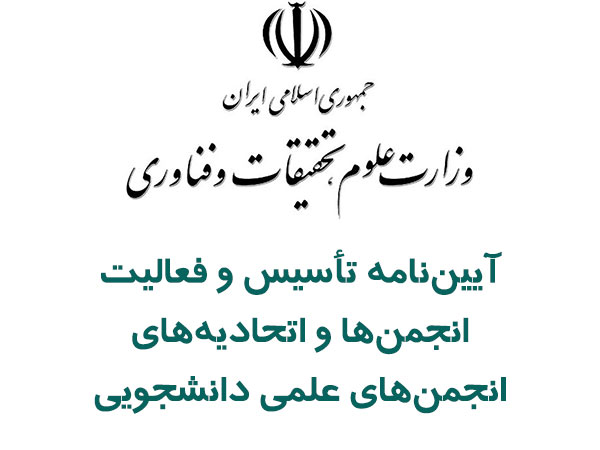 جمهوری اسلامی ایران
وزارت علوم، تحقیقات و فناوری
آیین‌نامه تأسیس و فعالیت
انجمن‌ها و اتحادیه‌های
انجمن‌های علمی دانشجویی